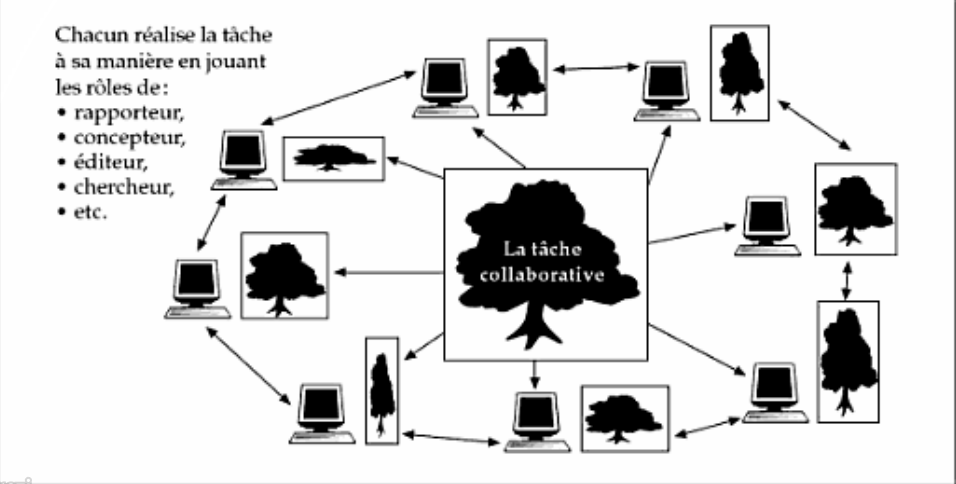 Chacun réalise la tâche
à sa manière en jouant
les rôles de:
• rapporteur,
• concepteur,
• éditeur,
• chercheur,
• etc.
La tâche
collaborative